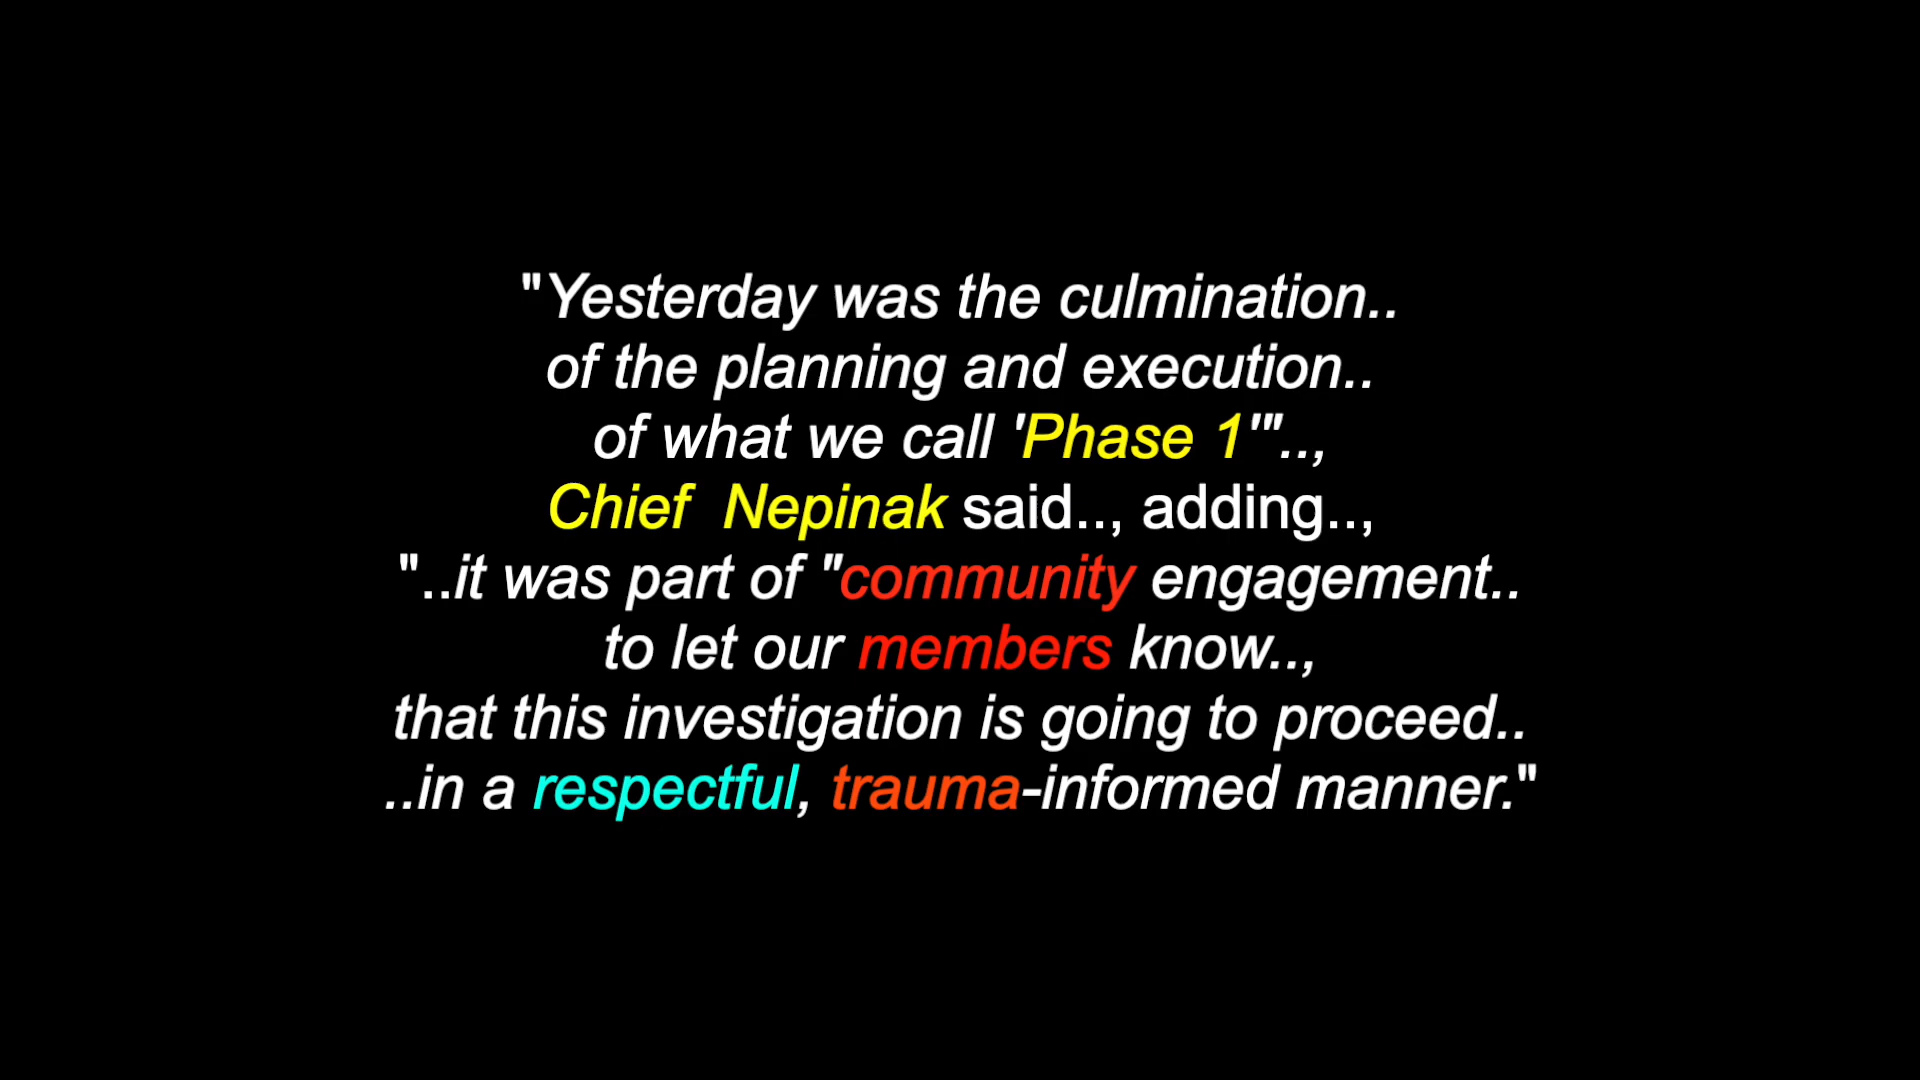 "Yesterday was the culmination..
of the planning and execution..
of what we call 'Phase 1'"..,
Chief  Nepinak said.., adding..,
"..it was part of "community engagement..
to let our members know..,
that this investigation is going to proceed..
..in a respectful, trauma-informed manner."